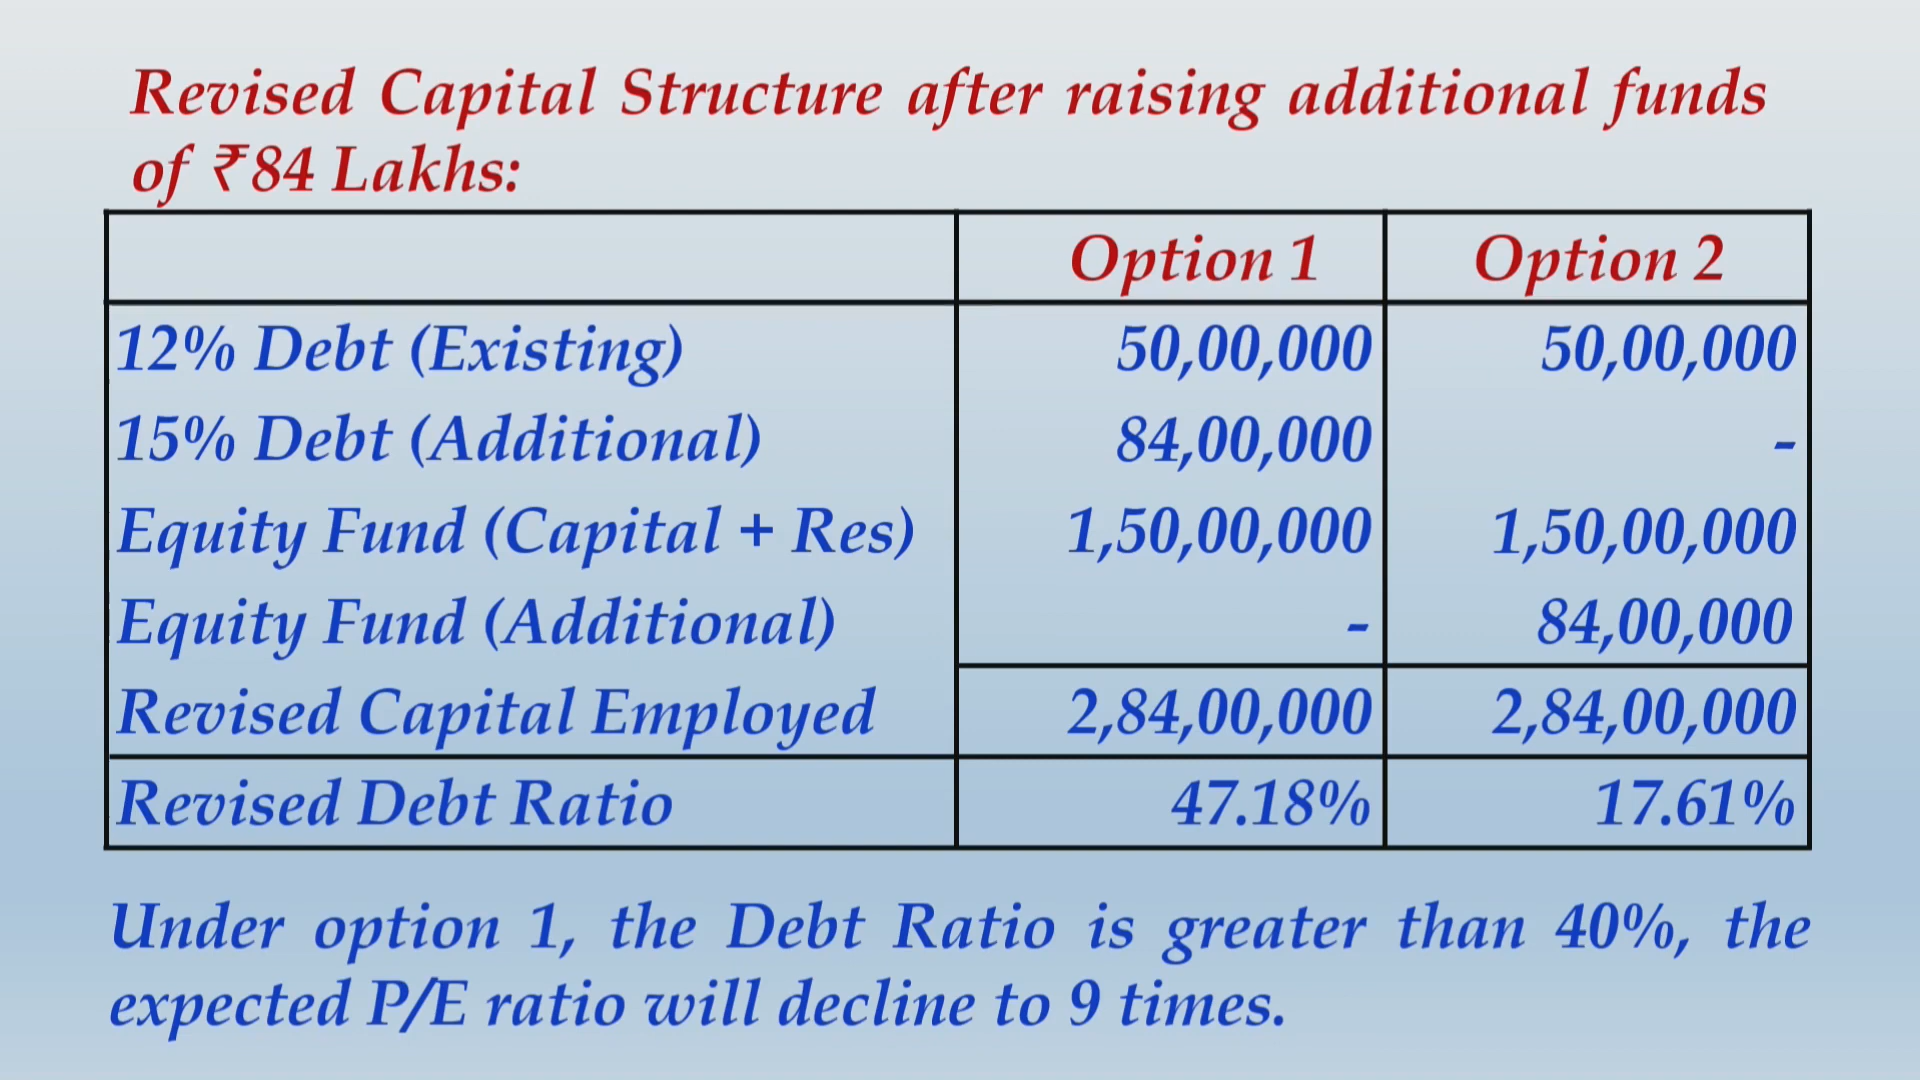 Revised Capital Structure after raising additional funds
of ₹84 Lakhs:
Option 1 Option 2
12% Debt (Existing) 50,00,000 50,00,000
15% Debt (Additional) 84,00,000 -
Equity Fund (Capital + Res) 1,50,00,000 1,50,00,000
Equity Fund (Additional) - 84,00,000
Revised Capital Employed 2,84,00,000 2,84,00,000
Revised Debt Ratio 47.18% 17.61%
Under option 1, the Debt Ratio is greater than 40%, the
expected P/E ratio will decline to 9 times.